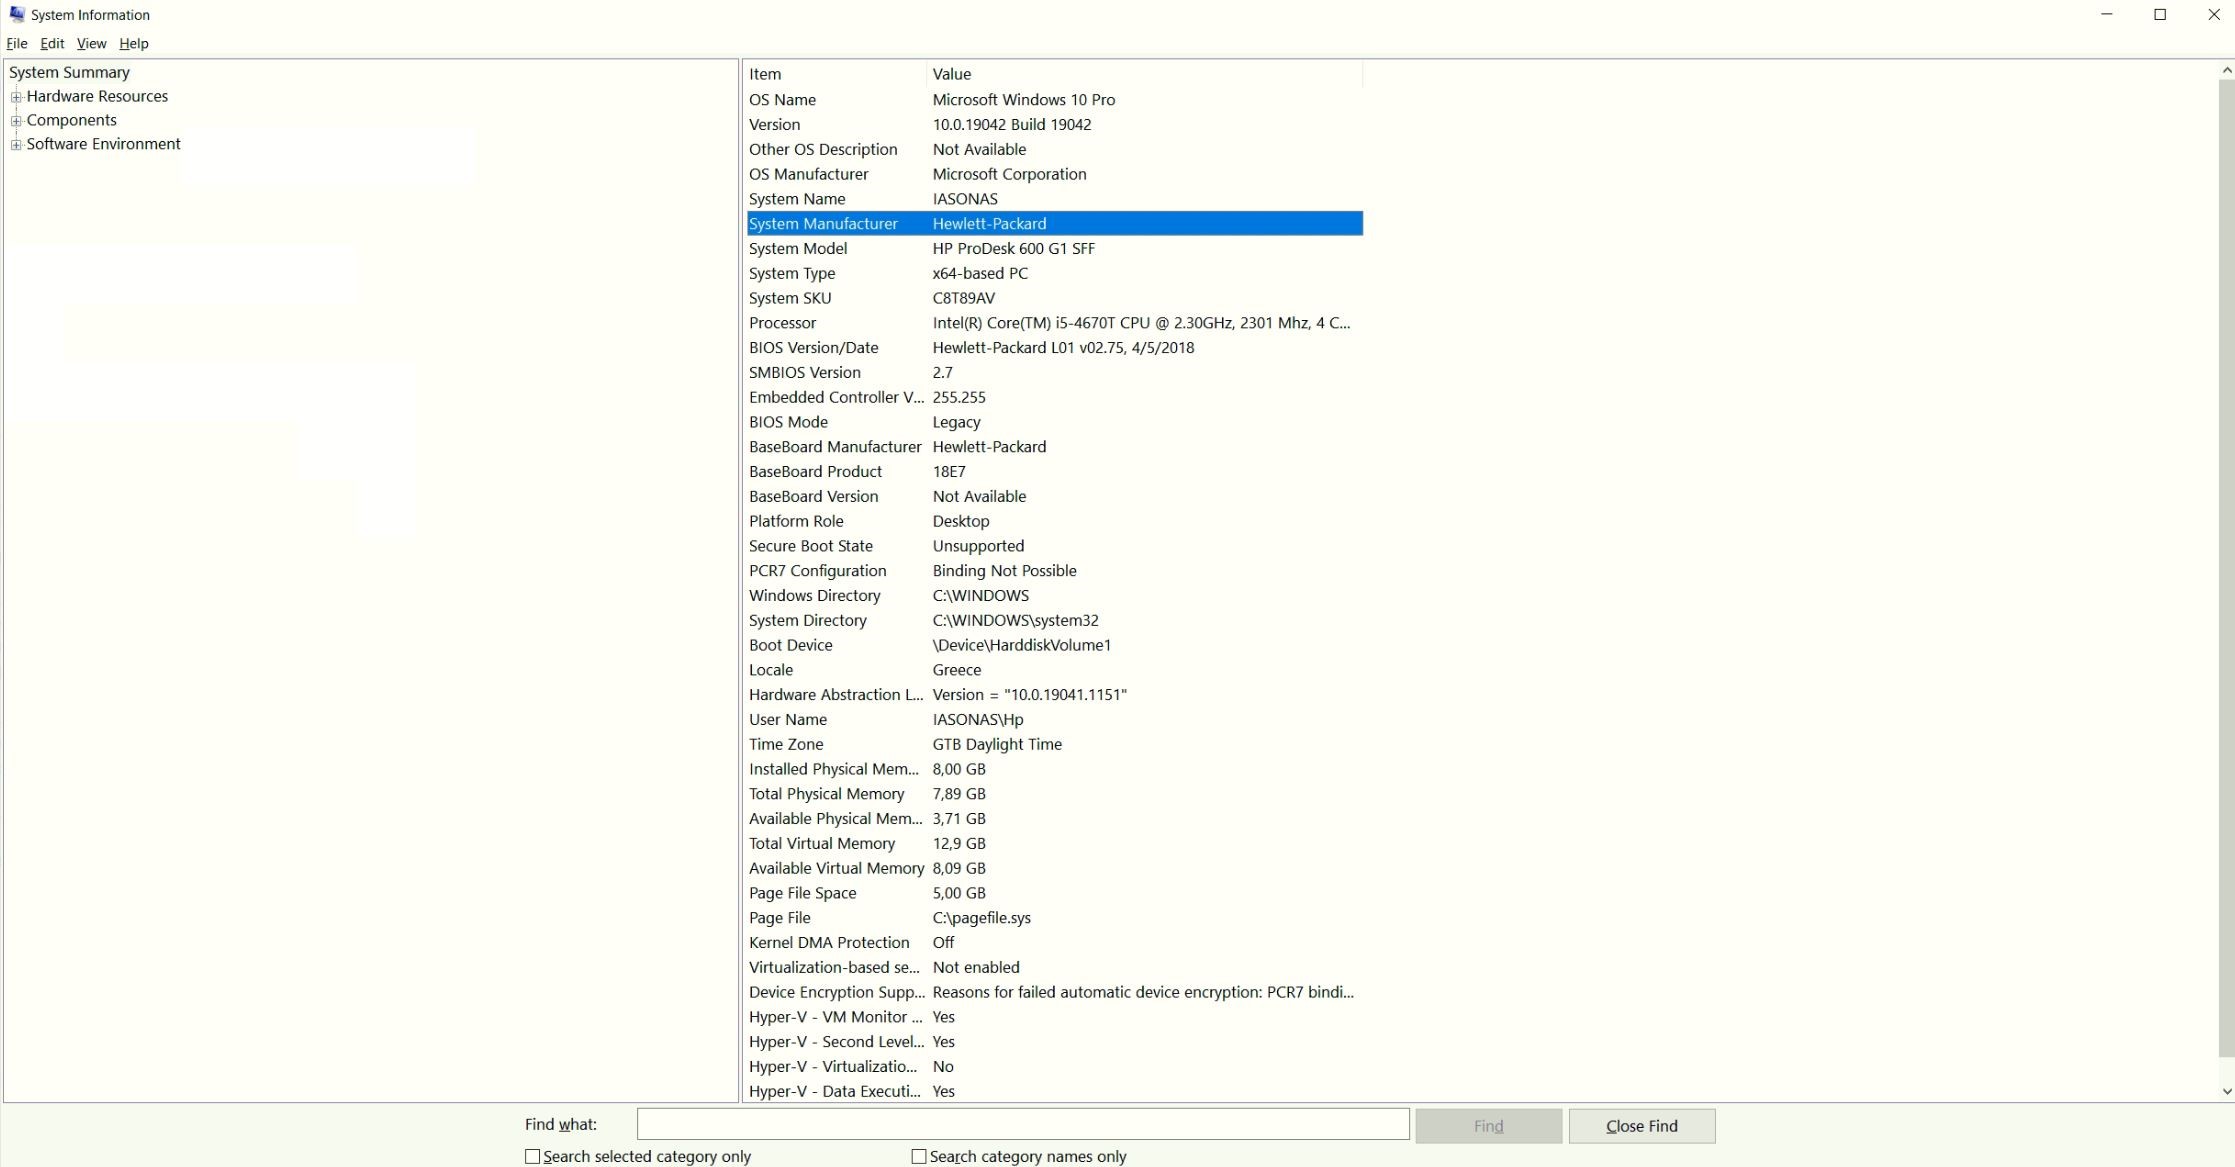 System Information
File Edit View Help
System Summary
Hardware Resources
Components
Software Environment
Item Value
OS Name Microsoft Windows 10 Pro
Version 10.0.19042 Build 19042
Other OS Description Not Available
OS Manufacturer Microsoft Corporation
System Name IASONAS
System Manufacturer Hewlett-Packard
System Model HP ProDesk 600 G1 SFF
System Type x64-based PC
System SKU C8T89AV
Processor Intel(R) Core(TM) i5-4670T CPU @ 2.30GHz, 2301 Mhz, 4 C...
BIOS Version/Date Hewlett-Packard L01 v02.75, 4/5/2018
SMBIOS Version 2.7
Embedded Controller V... 255.255
BIOS Mode Legacy
BaseBoard Manufacturer Hewlett-Packard
BaseBoard Product 18E7
BaseBoard Version Not Available
Platform Role Desktop
Secure Boot State Unsupported
PCR7 Configuration Binding Not Possible
Windows Directory C:\WINDOWS
System Directory C:\WINDOWS\system32
Boot Device \Device\HarddiskVolume1
Locale Greece
Hardware Abstraction L... Version = "10.0.19041.1151"
User Name IASONAS\Hp
Time Zone GTB Daylight Time
Installed Physical Mem... 8,00 GB
Total Physical Memory 7,89 GB
Available Physical Mem... 3,71 GB
Total Virtual Memory 12,9 GB
Available Virtual Memory 8,09 GB
Page File Space 5,00 GB
Page File C:\pagefile.sys
Kernel DMA Protection Off
Virtualization-based se... Not enabled
Device Encryption Supp... Reasons for failed automatic device encryption: PCR7 bindi...
Hyper-V - VM Monitor ... Yes
Hyper-V - Second Level... Yes
Hyper-V - Virtualizatio... No
Hyper-V - Data Executi... Yes
Find what: Find Close Find
Search selected category only Search category names only